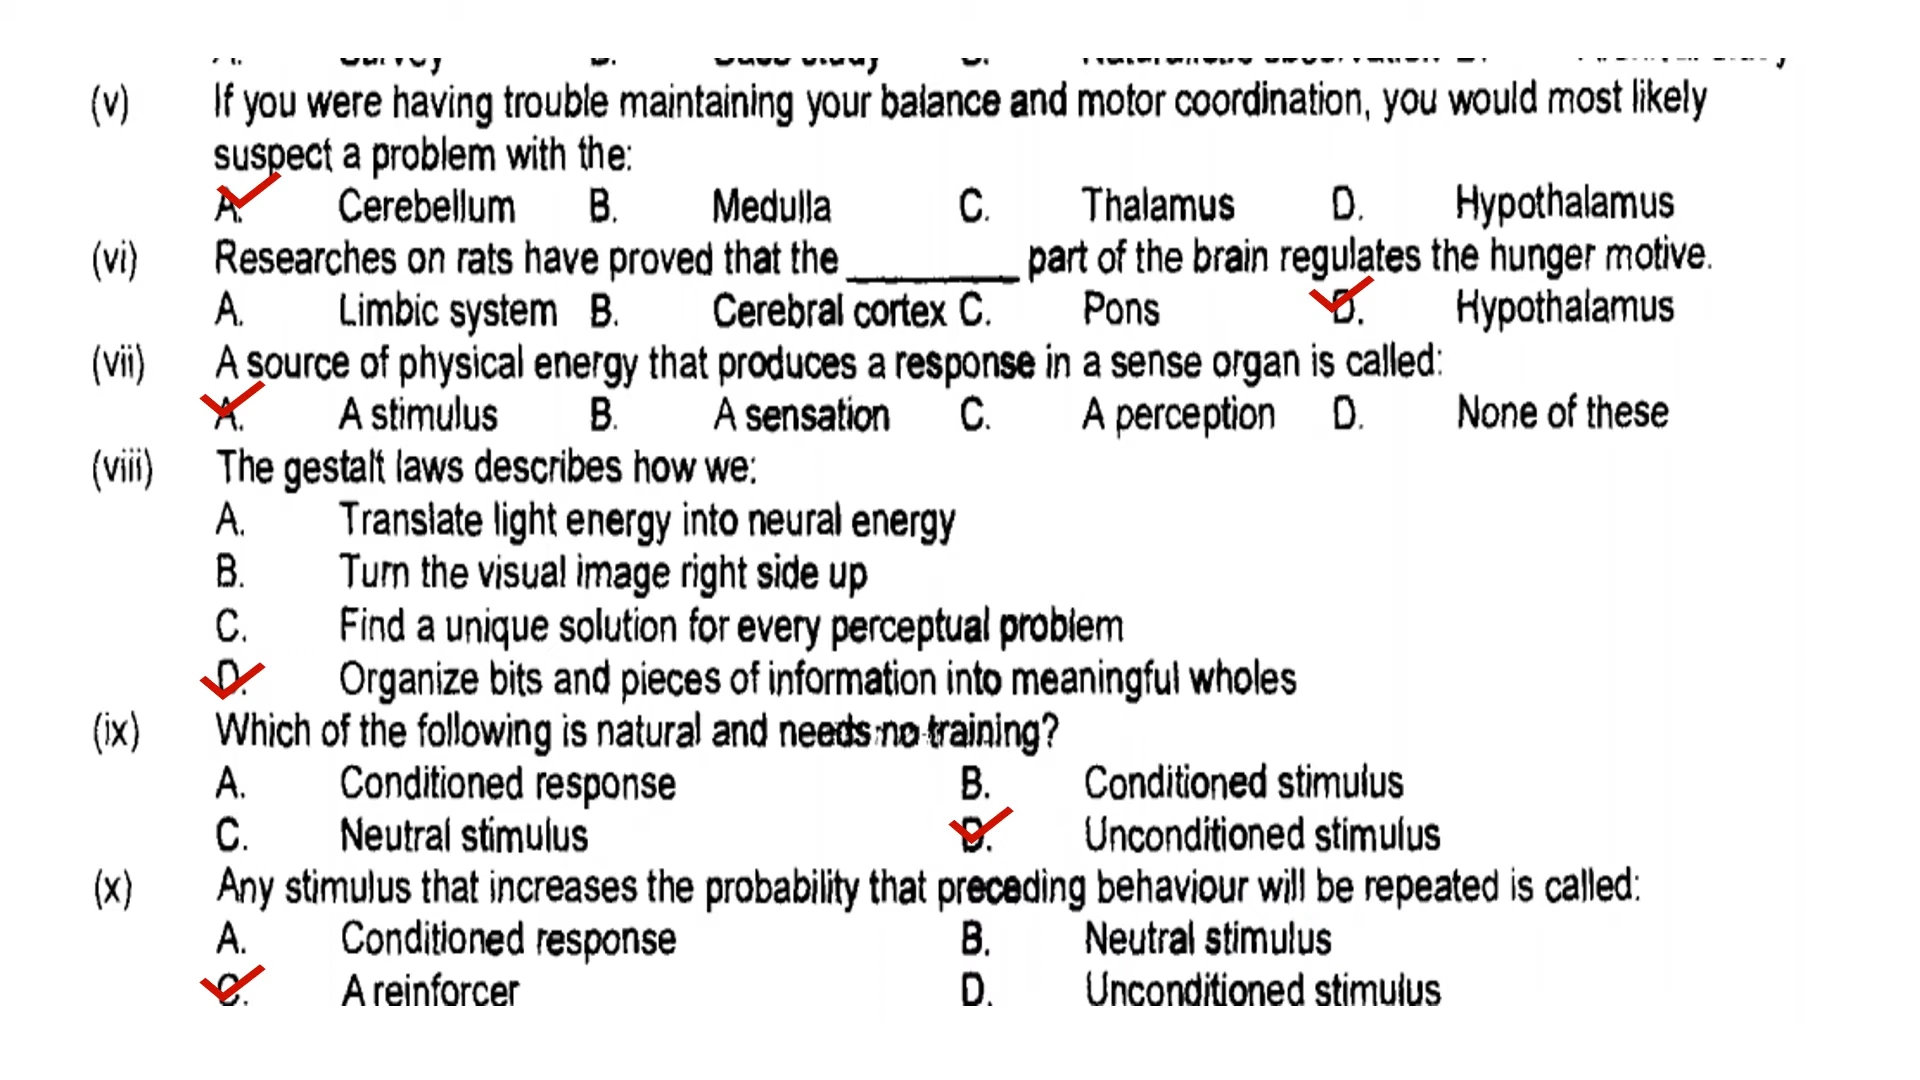 (v) If you were having trouble maintaining your balance and motor coordination, you would most likely
suspect a problem with the:
A. Cerebellum B. Medulla C. Thalamus D. Hypothalamus
(vi) Researches on rats have proved that the ________ part of the brain regulates the hunger motive.
A. Limbic system B. Cerebral cortex C. Pons D. Hypothalamus
(vii) A source of physical energy that produces a response in a sense organ is called:
A. A stimulus B. A sensation C. A perception D. None of these
(viii) The gestalt laws describes how we:
A. Translate light energy into neural energy
B. Turn the visual image right side up
C. Find a unique solution for every perceptual problem
D. Organize bits and pieces of information into meaningful wholes
(ix) Which of the following is natural and needs no training?
A. Conditioned response B. Conditioned stimulus
C. Neutral stimulus D. Unconditioned stimulus
(x) Any stimulus that increases the probability that preceding behaviour will be repeated is called:
A. Conditioned response B. Neutral stimulus
C. A reinforcer D. Unconditioned stimulus